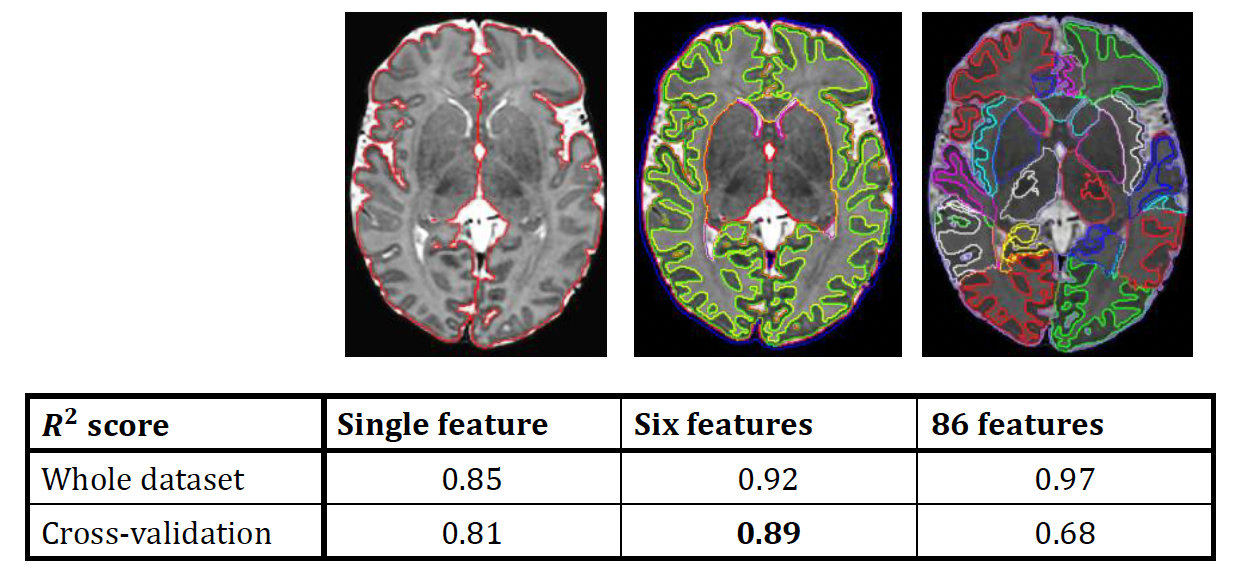 R² score Single feature Six features 86 features
Whole dataset 0.85 0.92 0.97
Cross-validation 0.81 0.89 0.68